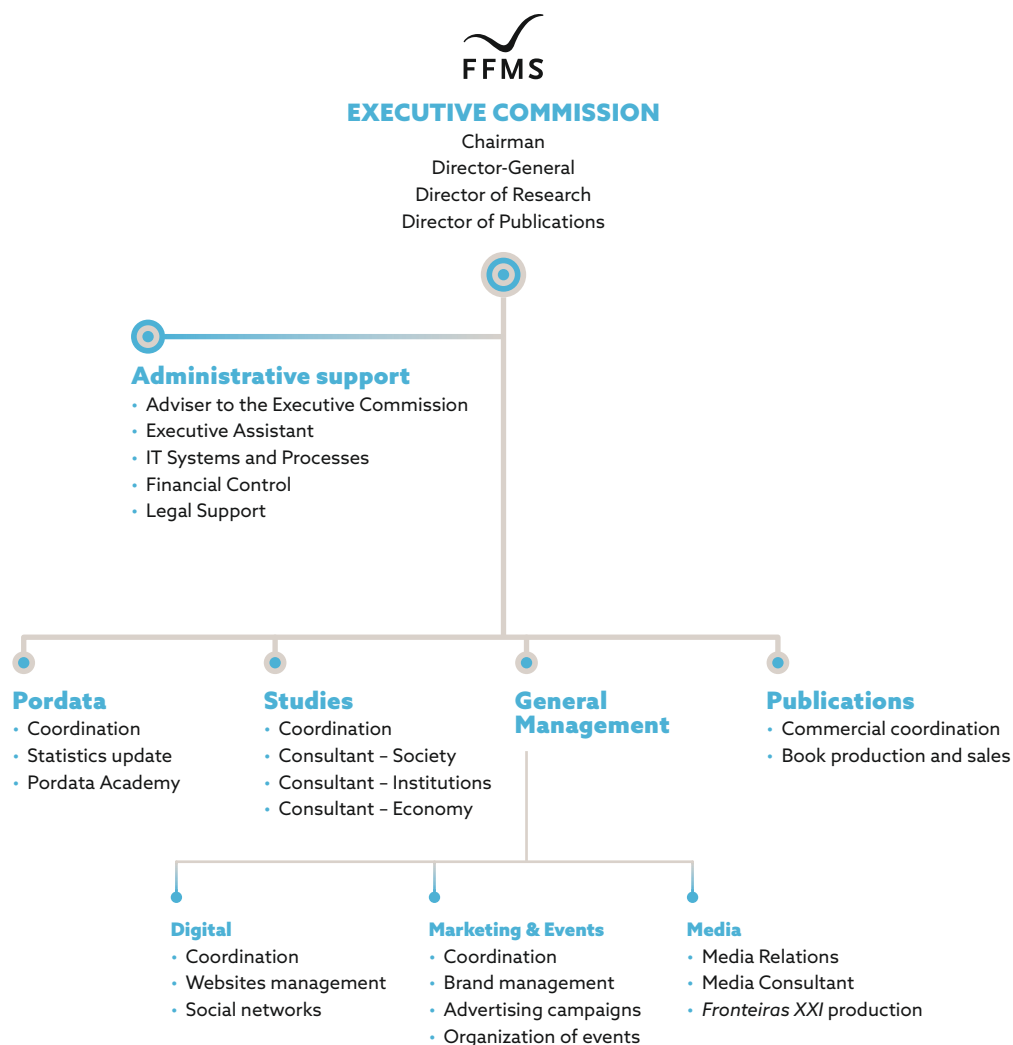 FFMS
EXECUTIVE COMMISSION
Chairman
Director-General
Director of Research
Director of Publications
Administrative support
• Adviser to the Executive Commission
• Executive Assistant
• IT Systems and Processes
• Financial Control
• Legal Support
Pordata
• Coordination
• Statistics update
• Pordata Academy
Studies
• Coordination
• Consultant – Society
• Consultant – Institutions
• Consultant – Economy
General
Management
Publications
• Commercial coordination
• Book production and sales
Digital
• Coordination
• Websites management
• Social networks
Marketing & Events
• Coordination
• Brand management
• Advertising campaigns
• Organization of events
Media
• Media Relations
• Media Consultant
• Fronteiras XXI production